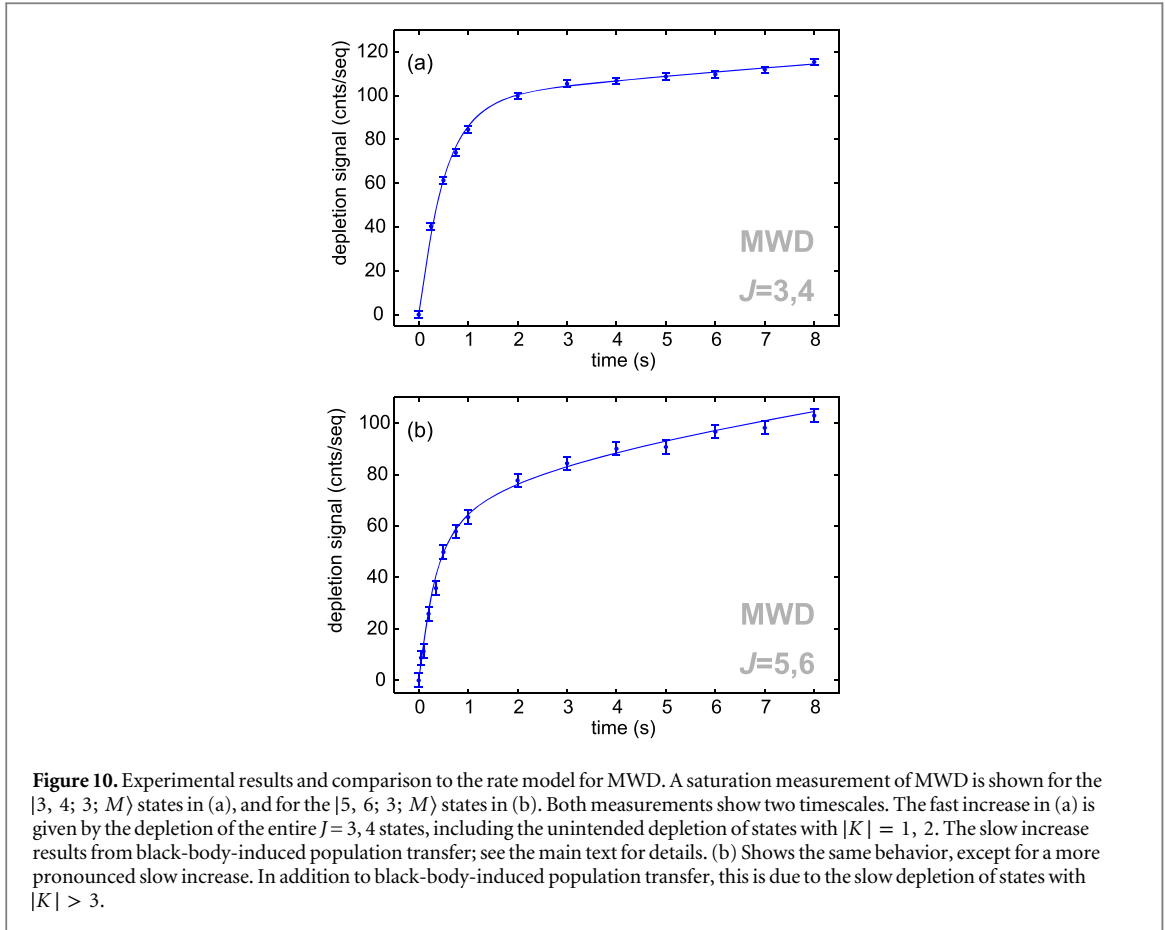 (a)
120
100
80
60
40
20
0
depletion signal (cnts/seq)
MWD
J=3,4
0 1 2 3 4 5 6 7 8
time (s)
(b)
100
80
60
40
20
0
depletion signal (cnts/seq)
MWD
J=5,6
0 1 2 3 4 5 6 7 8
time (s)
Figure 10. Experimental results and comparison to the rate model for MWD. A saturation measurement of MWD is shown for the
|3, 4; 3; M⟩ states in (a), and for the |5, 6; 3; M⟩ states in (b). Both measurements show two timescales. The fast increase in (a) is
given by the depletion of the entire J = 3, 4 states, including the unintended depletion of states with |K| = 1, 2. The slow increase
results from black-body-induced population transfer; see the main text for details. (b) Shows the same behavior, except for a more
pronounced slow increase. In addition to black-body-induced population transfer, this is due to the slow depletion of states with
|K| > 3.